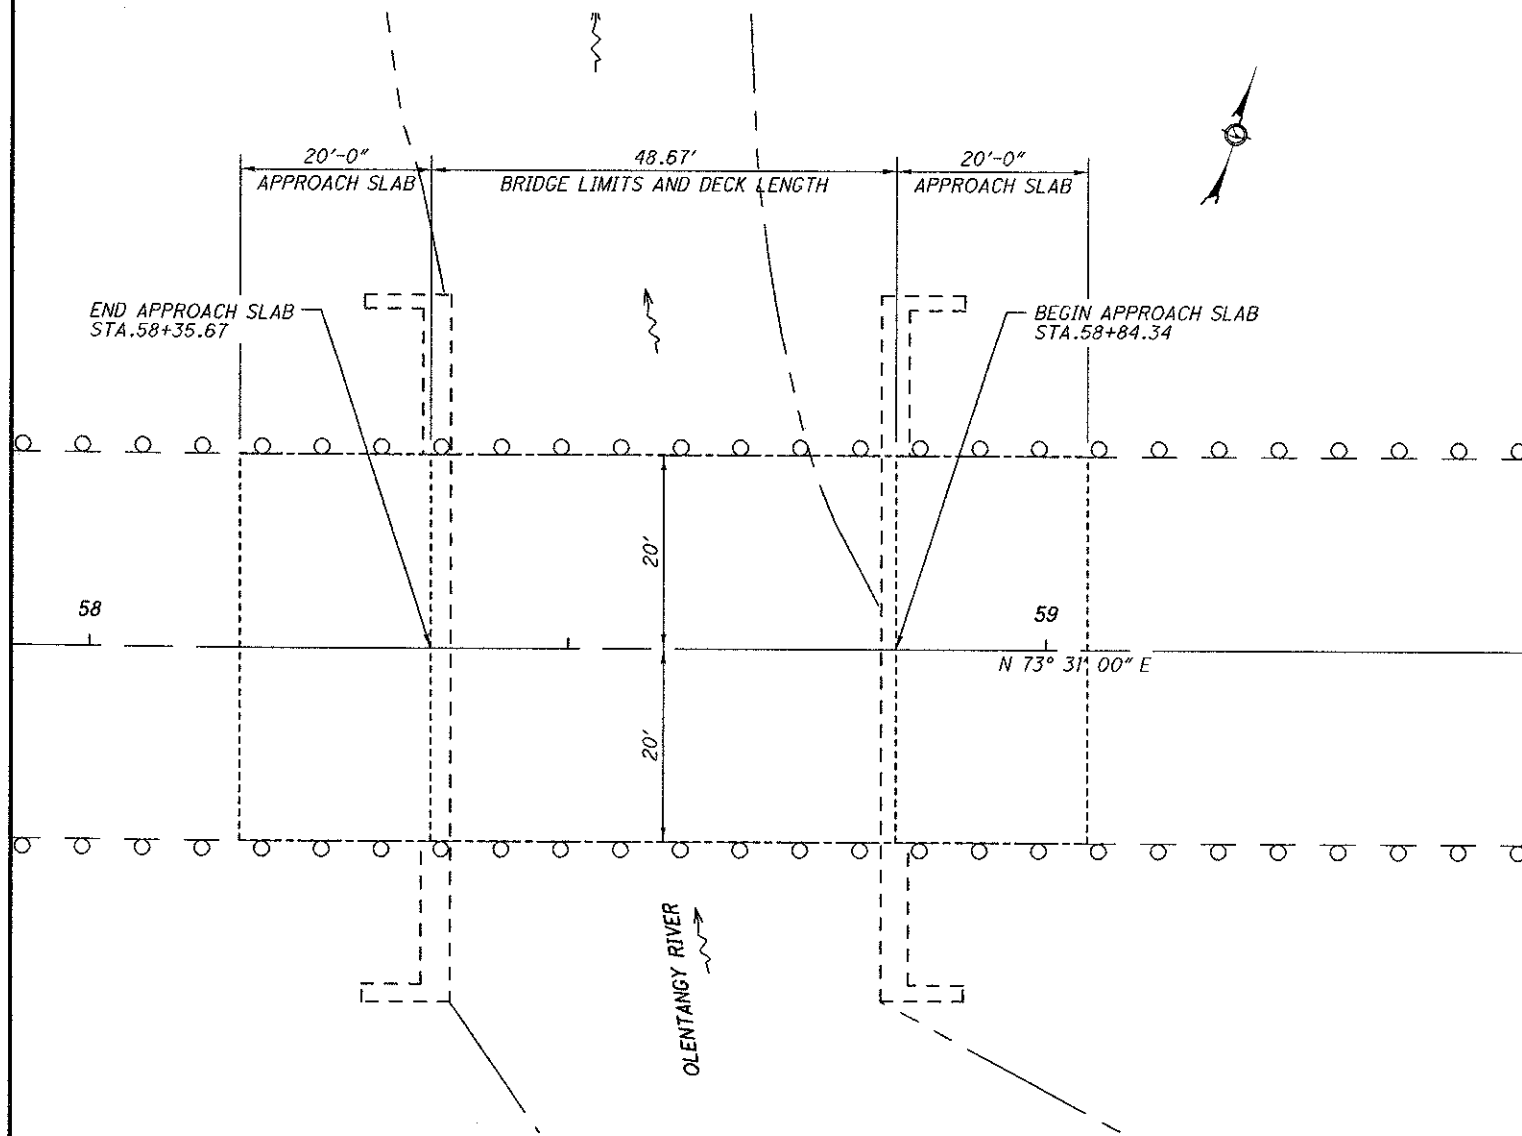 20'-0"
APPROACH SLAB
48.67'
BRIDGE LIMITS AND DECK LENGTH
20'-0"
APPROACH SLAB
END APPROACH SLAB
STA.58+35.67
BEGIN APPROACH SLAB
STA.58+84.34
20'
58
59
N 73° 31' 00" E
20'
OLENTANGY RIVER